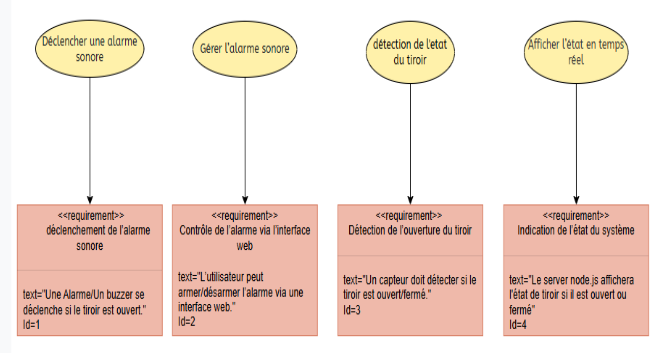 Déclencher une alarme
sonore
Gérer l'alarme sonore
détection de l'etat
du tiroir
Afficher l'état en temps
réel
<<requirement>>
déclenchement de l'alarme
sonore
text="Une Alarme/Un buzzer se
déclenche si le tiroir est ouvert."
Id=1
<<requirement>>
Contrôle de l'alarme via l'interface
web
text="L'utilisateur peut
armer/désarmer l'alarme via une
interface web."
Id=2
<<requirement>>
Détection de l'ouverture du tiroir
text="Un capteur doit détecter si le
tiroir est ouvert/fermé."
Id=3
<<requirement>>
Indication de l'état du système
text="Le server node.js affichera
l'état de tiroir si il est ouvert ou
fermé"
Id=4